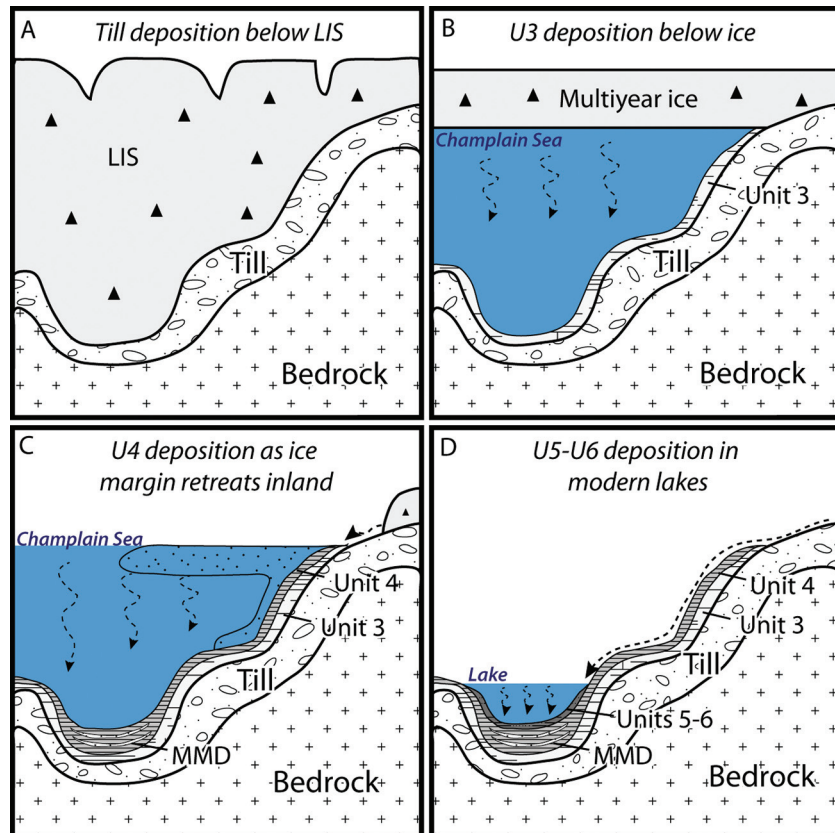 A
Till deposition below LIS
LIS
Till
Bedrock
B
U3 deposition below ice
Multiyear ice
Champlain Sea
Unit 3
Till
Bedrock
C
U4 deposition as ice
margin retreats inland
Champlain Sea
Unit 4
Unit 3
Till
MMD
Bedrock
D
U5-U6 deposition in
modern lakes
Unit 4
Unit 3
Lake
Till
Units 5-6
MMD
Bedrock